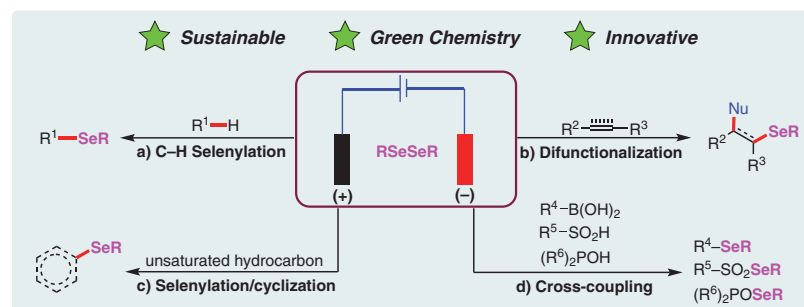 Sustainable Green Chemistry Innovative
R¹–H
R¹–SeR
a) C–H Selenylation
RSeSeR
(+) (–)
R² R³
b) Difunctionalization
Nu
SeR
R²
R³
SeR
unsaturated hydrocarbon
c) Selenylation/cyclization
R⁴–B(OH)₂
R⁵–SO₂H
(R⁶)₂POH
d) Cross-coupling
R⁴–SeR
R⁵–SO₂SeR
(R⁶)₂POSeR